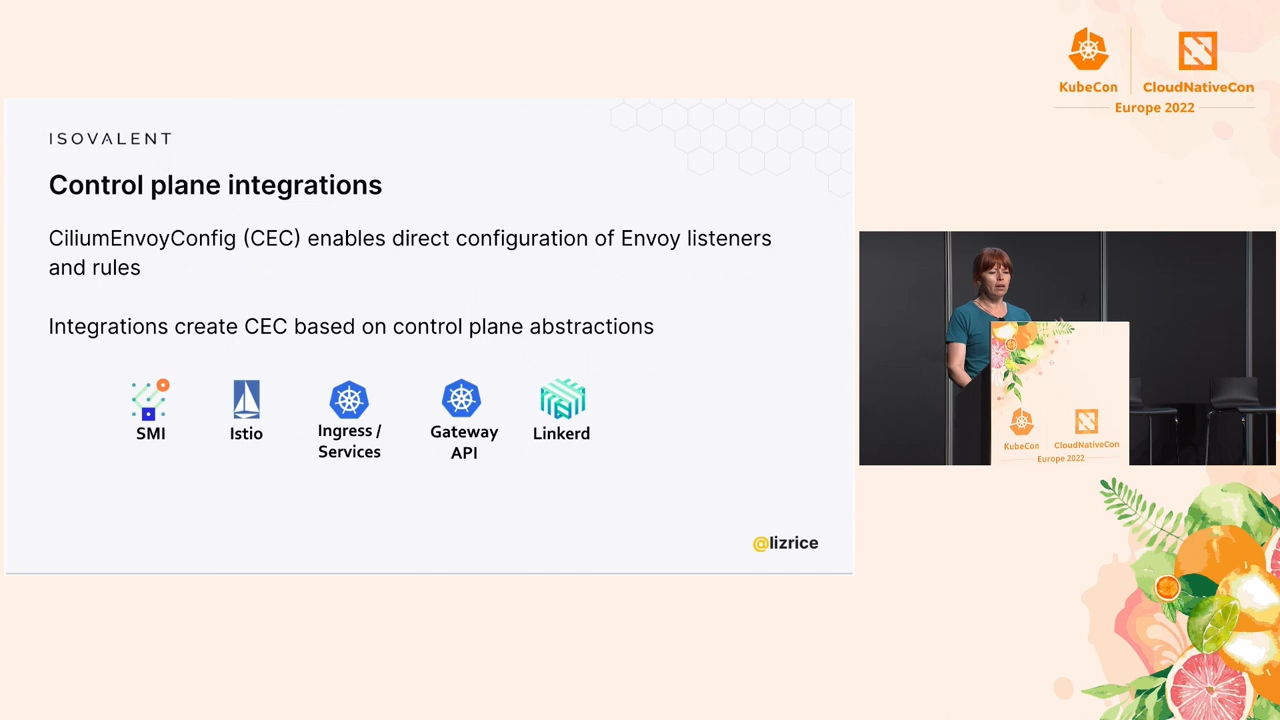 KubeCon
CloudNativeCon
Europe 2022
ISOVALENT
Control plane integrations
CiliumEnvoyConfig (CEC) enables direct configuration of Envoy listeners
and rules
Integrations create CEC based on control plane abstractions
SMI
Istio
Ingress /
Services
Gateway
API
Linkerd
@lizrice
KubeCon
CloudNativeCon
Europe 2022